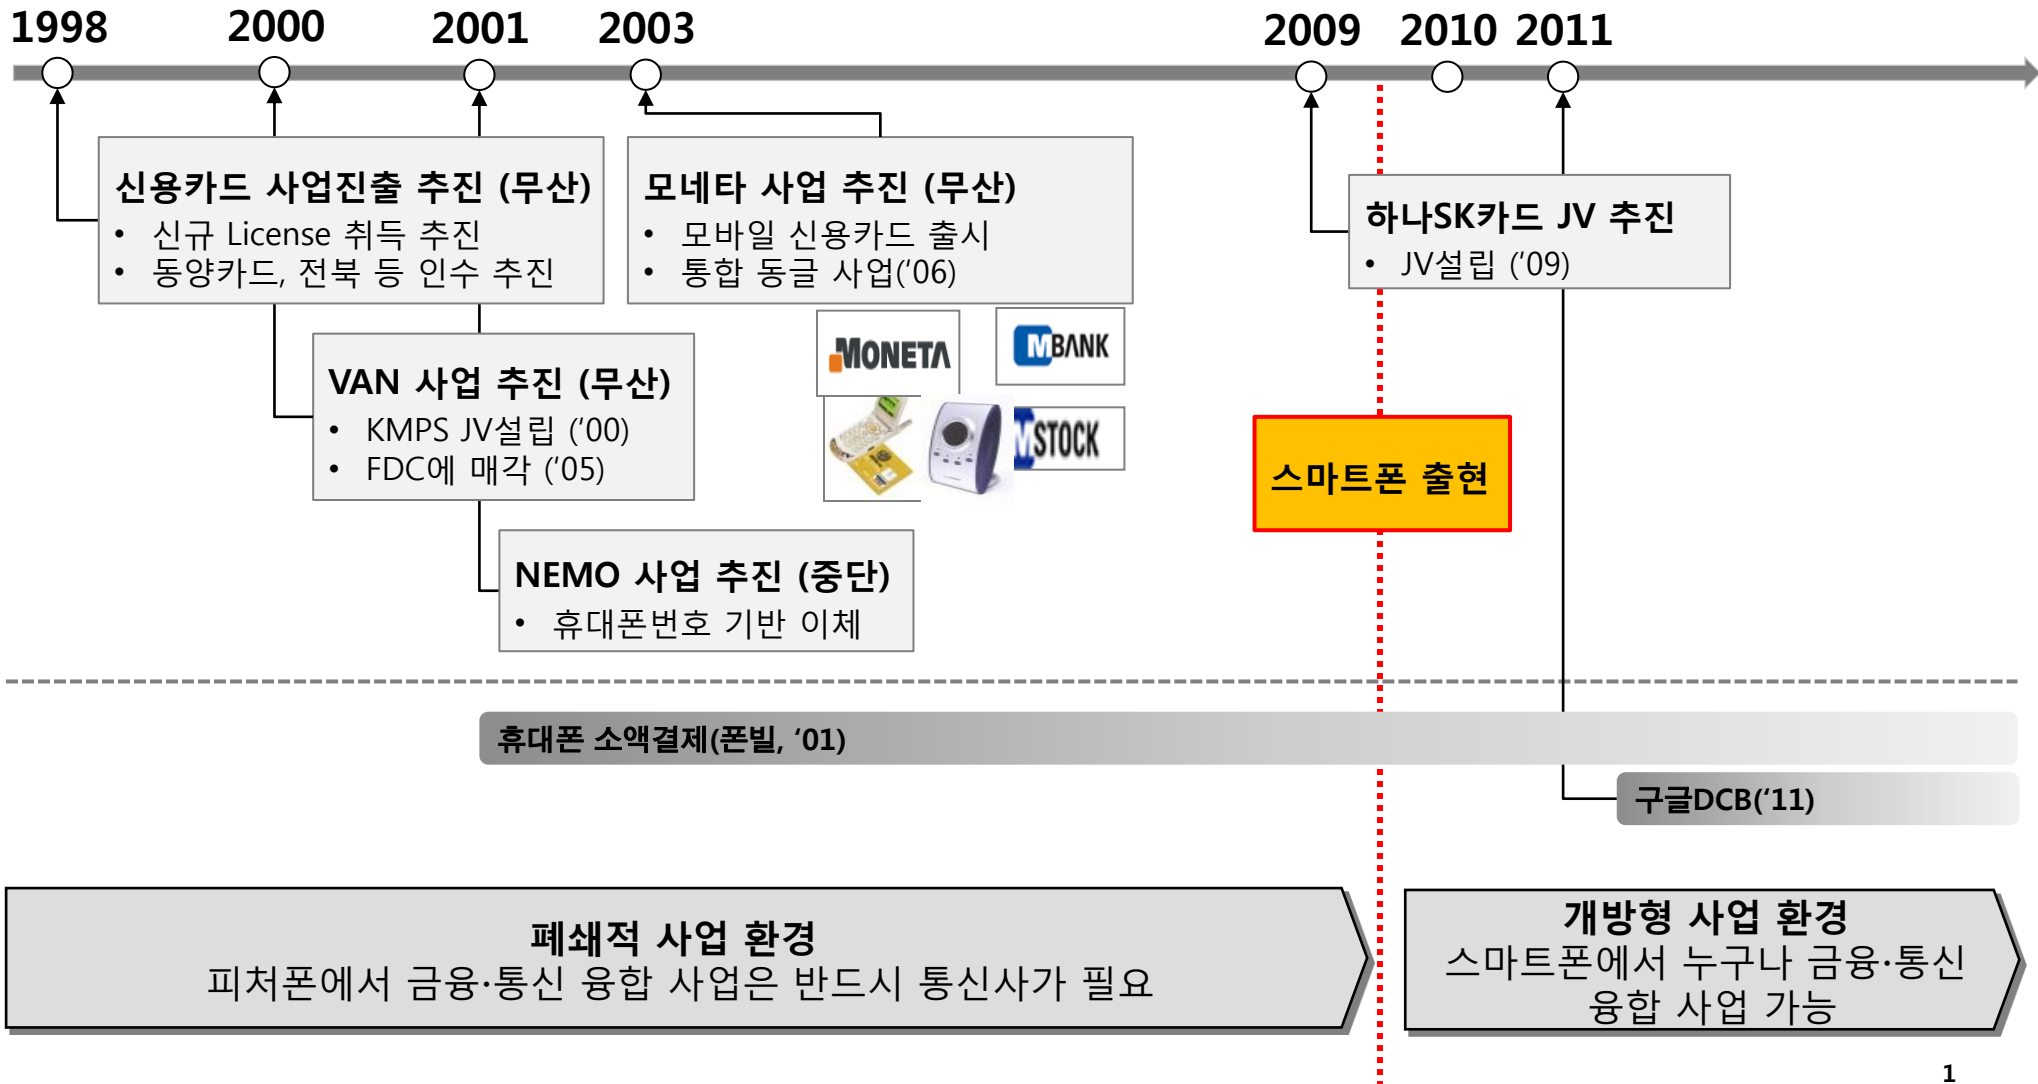 1998 2000 2001 2003 2009 2010 2011
신용카드 사업진출 추진 (무산)
• 신규 License 취득 추진
• 동양카드, 전북 등 인수 추진
모네타 사업 추진 (무산)
• 모바일 신용카드 출시
• 통합 동글 사업(‘06)
하나SK카드 JV 추진
• JV설립 (‘09)
MONETA
MBANK
MSTOCK
VAN 사업 추진 (무산)
• KMPS JV설립 (‘00)
• FDC에 매각 (‘05)
스마트폰 출현
NEMO 사업 추진 (중단)
• 휴대폰번호 기반 이체
휴대폰 소액결제(폰빌, ‘01)
구글DCB(‘11)
폐쇄적 사업 환경
피처폰에서 금융·통신 융합 사업은 반드시 통신사가 필요
개방형 사업 환경
스마트폰에서 누구나 금융·통신
융합 사업 가능
1